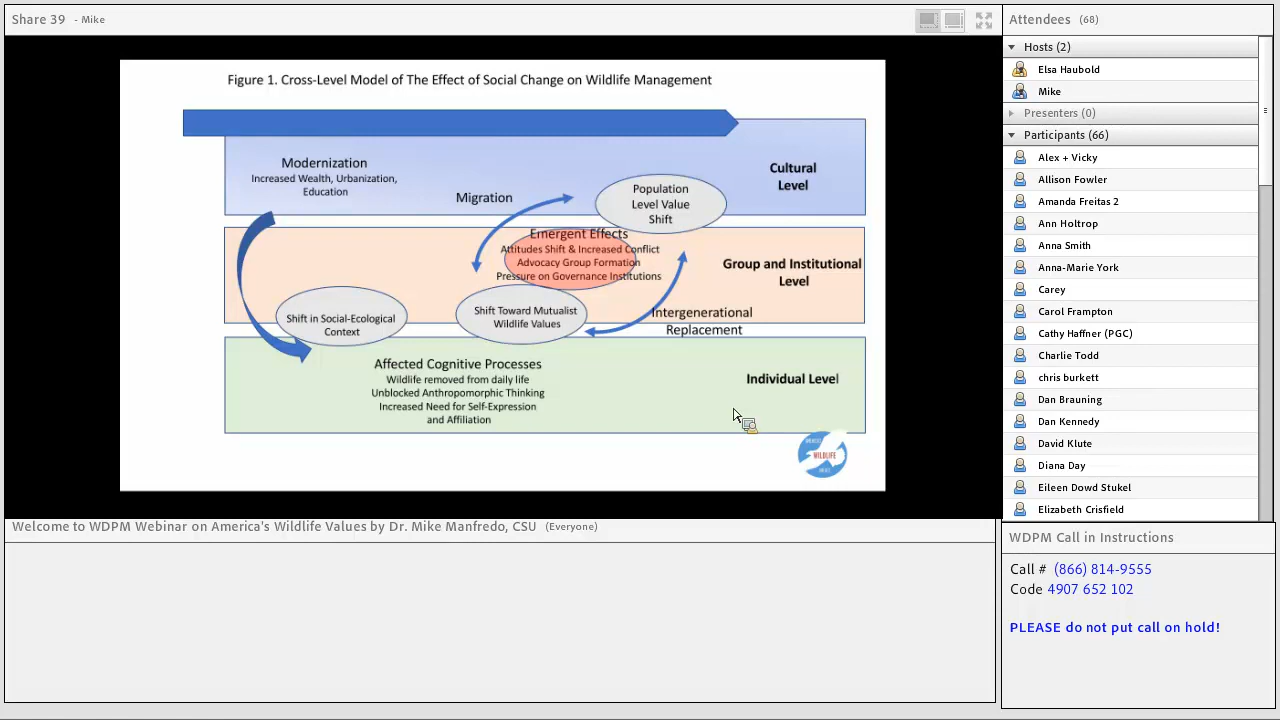 Share 39 - Mike
Figure 1. Cross-Level Model of The Effect of Social Change on Wildlife Management
Modernization
Increased Wealth, Urbanization,
Education
Migration
Population
Level Value
Shift
Cultural
Level
Emergent Effects
Attitudes Shift & Increased Conflict
Advocacy Group Formation
Pressure on Governance Institutions
Group and Institutional
Level
Shift in Social-Ecological
Context
Shift Toward Mutualist
Wildlife Values
Intergenerational
Replacement
Affected Cognitive Processes
Wildlife removed from daily life
Unblocked Anthropomorphic Thinking
Increased Need for Self-Expression
and Affiliation
Individual Level
WILDLIFE
Welcome to WDPM Webinar on America's Wildlife Values by Dr. Mike Manfredo, CSU (Everyone)
Attendees (68)
Hosts (2)
Elsa Haubold
Mike
Presenters (0)
Participants (66)
Alex + Vicky
Allison Fowler
Amanda Freitas 2
Ann Holtrop
Anna Smith
Anna-Marie York
Carey
Carol Frampton
Cathy Haffner (PGC)
Charlie Todd
chris burkett
Dan Brauning
Dan Kennedy
David Klute
Diana Day
Eileen Dowd Stukel
Elizabeth Crisfield
WDPM Call in Instructions
Call # (866) 814-9555
Code 4907 652 102
PLEASE do not put call on hold!